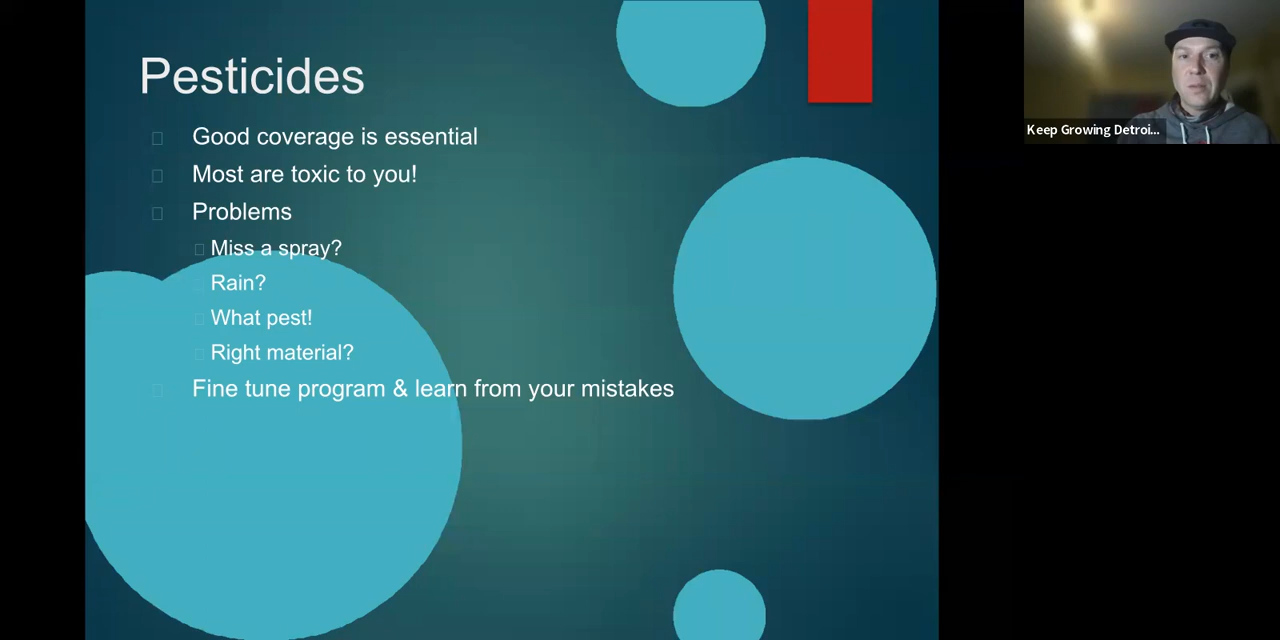 Pesticides
Good coverage is essential
Most are toxic to you!
Problems
Miss a spray?
Rain?
What pest!
Right material?
Fine tune program & learn from your mistakes
Keep Growing Detroi...